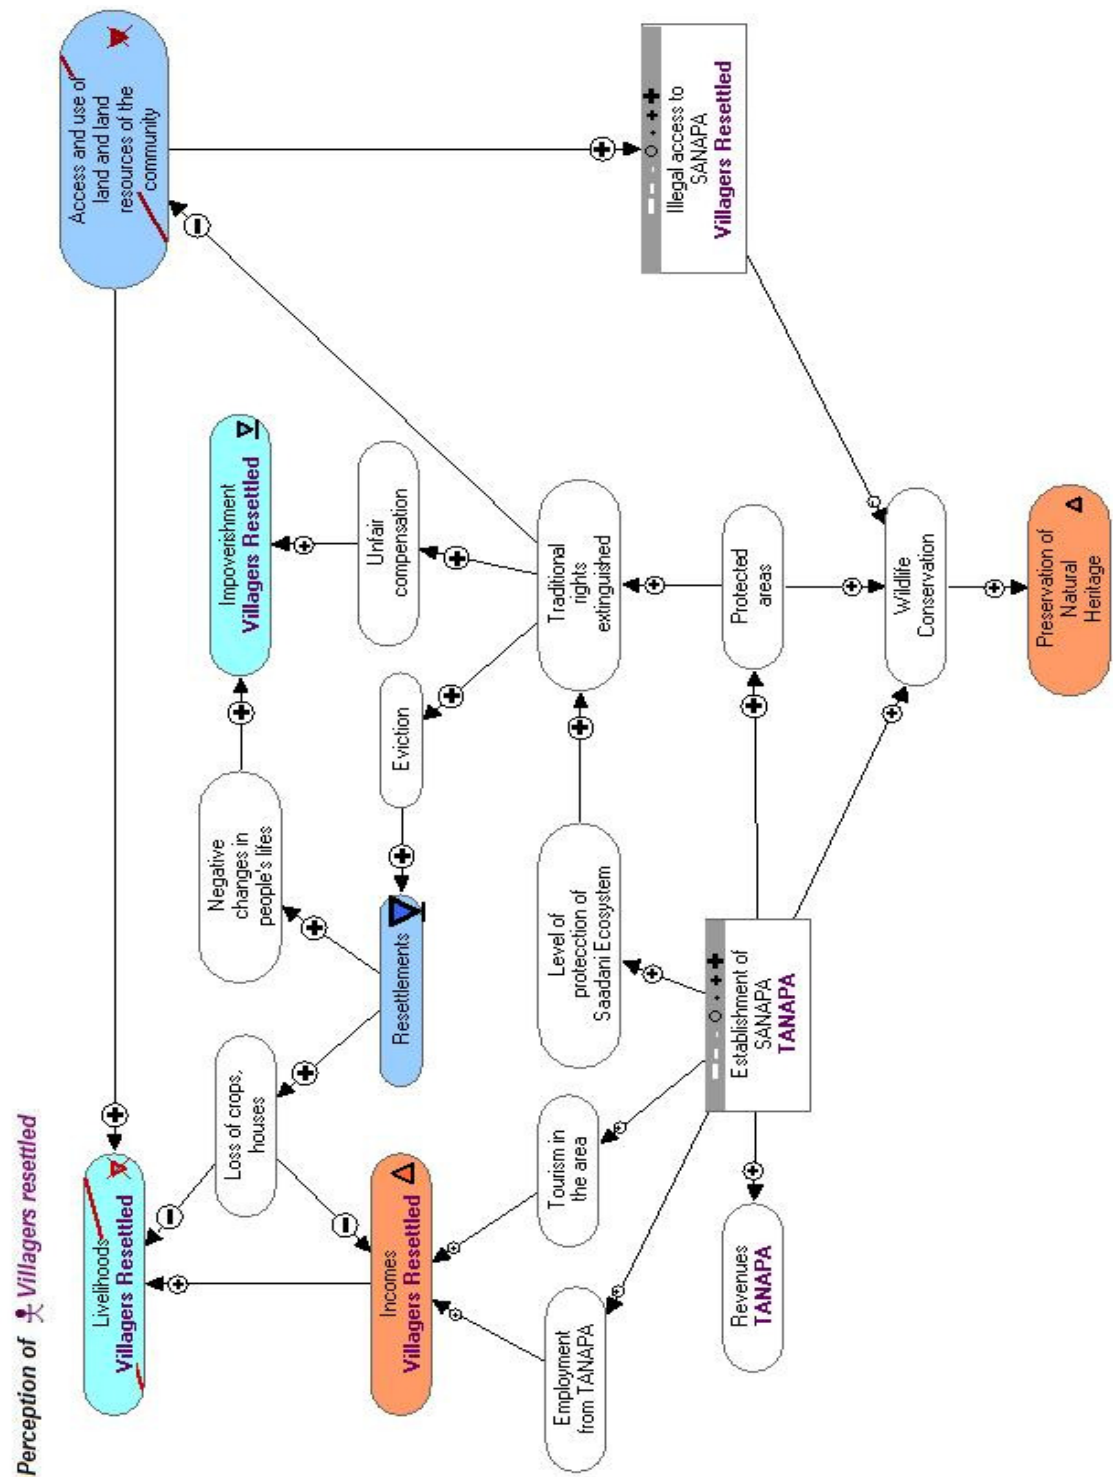 Perception of Villagers resettled
Livelihoods
Villagers Resettled
Access and use of
land and land
resources of the
community
Loss of crops,
houses
Negative
changes in
people's lifes
Impoverishment
Villagers Resettled
Incomes
Villagers Resettled
Resettlements
Eviction
Unfair
compensation
Employment
from TANAPA
Tourism in
the area
Level of
protecction of
Saadani Ecosystem
Traditional
rights
extinguished
Illegal access to
SANAPA
Villagers Resettled
Revenues
TANAPA
Establishment of
SANAPA
TANAPA
Protected
areas
Wildlife
Conservation
Preservation of
Natural
Heritage